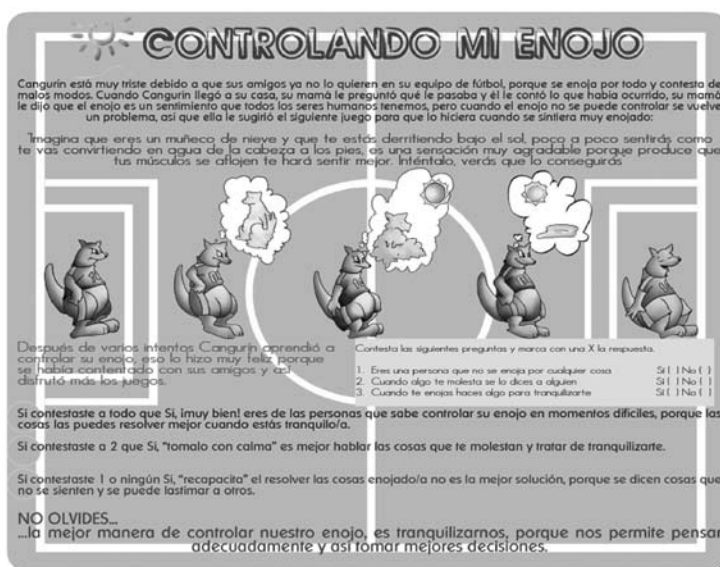 CONTROLANDO MI ENOJO
Cangurín está muy triste debido a que sus amigos ya no lo quieren en su equipo de fútbol, porque se enoja por todo y contesta de
malos modos. Cuando Cangurín llegó a su casa, su mamá le preguntó qué le pasaba y él le contó lo que había ocurrido, su mamá
le dijo que el enojo es un sentimiento que todos los seres humanos tenemos, pero cuando el enojo no se puede controlar se vuelve
un problema, así que ella le sugirió el siguiente juego para que lo hiciera cuando se sintiera muy enojado:
Imagina que eres un muñeco de nieve y que te estás derritiendo bajo el sol, poco a poco sentirás como
te vas convirtiendo en agua de la cabeza a los pies, es una sensación muy agradable porque produce que
tus músculos se aflojen te hará sentir mejor. Inténtalo, verás que lo conseguirás
Después de varios intentos Cangurín aprendió a
controlar su enojo, eso lo hizo muy feliz porque
se había contentado con sus amigos y así
disfrutó más los juegos.
Contesta las siguientes preguntas y marca con una X la respuesta.
1. Eres una persona que no se enoja por cualquier cosa Si ( ) No ( )
2. Cuando algo te molesta se lo dices a alguien Si ( ) No ( )
3. Cuando te enojas haces algo para tranquilizarte Si ( ) No ( )
Si contestaste a todo que Si, ¡muy bien! eres de las personas que sabe controlar su enojo en momentos difíciles, porque las
cosas las puedes resolver mejor cuando estás tranquilo/a.
Si contestaste a 2 que Si, "tomalo con calma" es mejor hablar las cosas que te molestan y tratar de tranquilizarte.
Si contestaste 1 o ningún Si, "recapacita" el resolver las cosas enojado/a no es la mejor solución, porque se dicen cosas que
no se sienten y se puede lastimar a otros.
NO OLVIDES...
...la mejor manera de controlar nuestro enojo, es tranquilizarnos, porque nos permite pensar
adecuadamente y así tomar mejores decisiones.